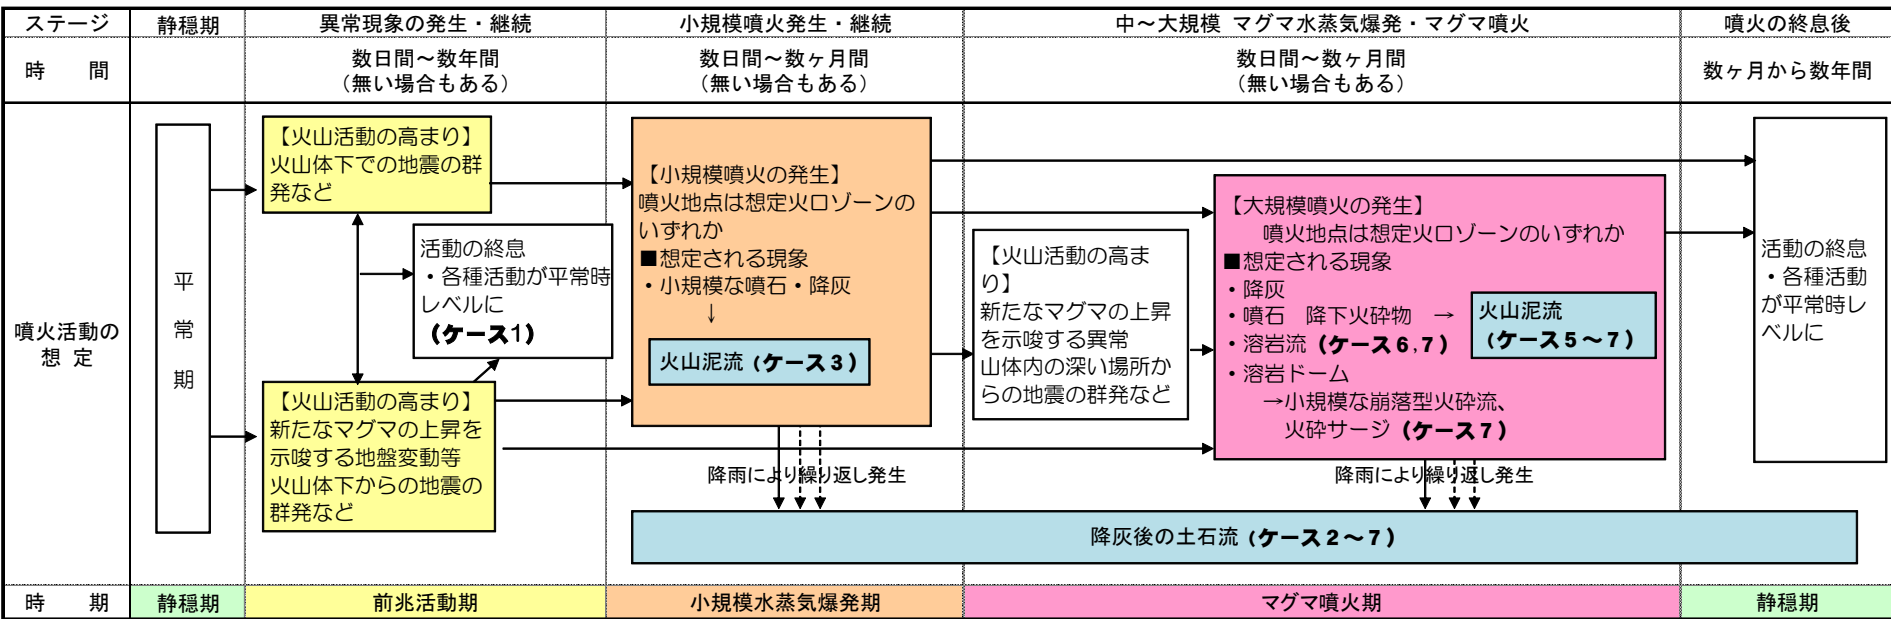 ステージ
静穏期
異常現象の発生・継続
小規模噴火発生・継続
中～大規模 マグマ水蒸気爆発・マグマ噴火
噴火の終息後
時　間
数日間～数年間
（無い場合もある）
数日間～数ヶ月間
（無い場合もある）
数日間～数ヶ月間
（無い場合もある）
数ヶ月から数年間
噴火活動の
想 定
平
常
期
【火山活動の高まり】
火山体下での地震の群
発など
活動の終息
・各種活動が平常時
レベルに
（ケース1）
【火山活動の高まり】
新たなマグマの上昇を
示唆する地盤変動等
火山体下からの地震の
群発など
【小規模噴火の発生】
噴火地点は想定火口ゾーンの
いずれか
■想定される現象
・小規模な噴石・降灰
↓
火山泥流（ケース３）
降雨により繰り返し発生
【火山活動の高ま
り】
新たなマグマの上昇
を示唆する異常
山体内の深い場所か
らの地震の群発など
【大規模噴火の発生】
噴火地点は想定火口ゾーンのいずれか
■想定される現象
・降灰
・噴石　降下火砕物　→
・溶岩流（ケース６,７）
・溶岩ドーム
→小規模な崩落型火砕流、
火砕サージ（ケース７）
火山泥流
（ケース５～７）
降雨により繰り返し発生
活動の終息
・各種活動
が平常時レ
ベルに
降灰後の土石流（ケース２～７）
時　期
静穏期
前兆活動期
小規模水蒸気爆発期
マグマ噴火期
静穏期